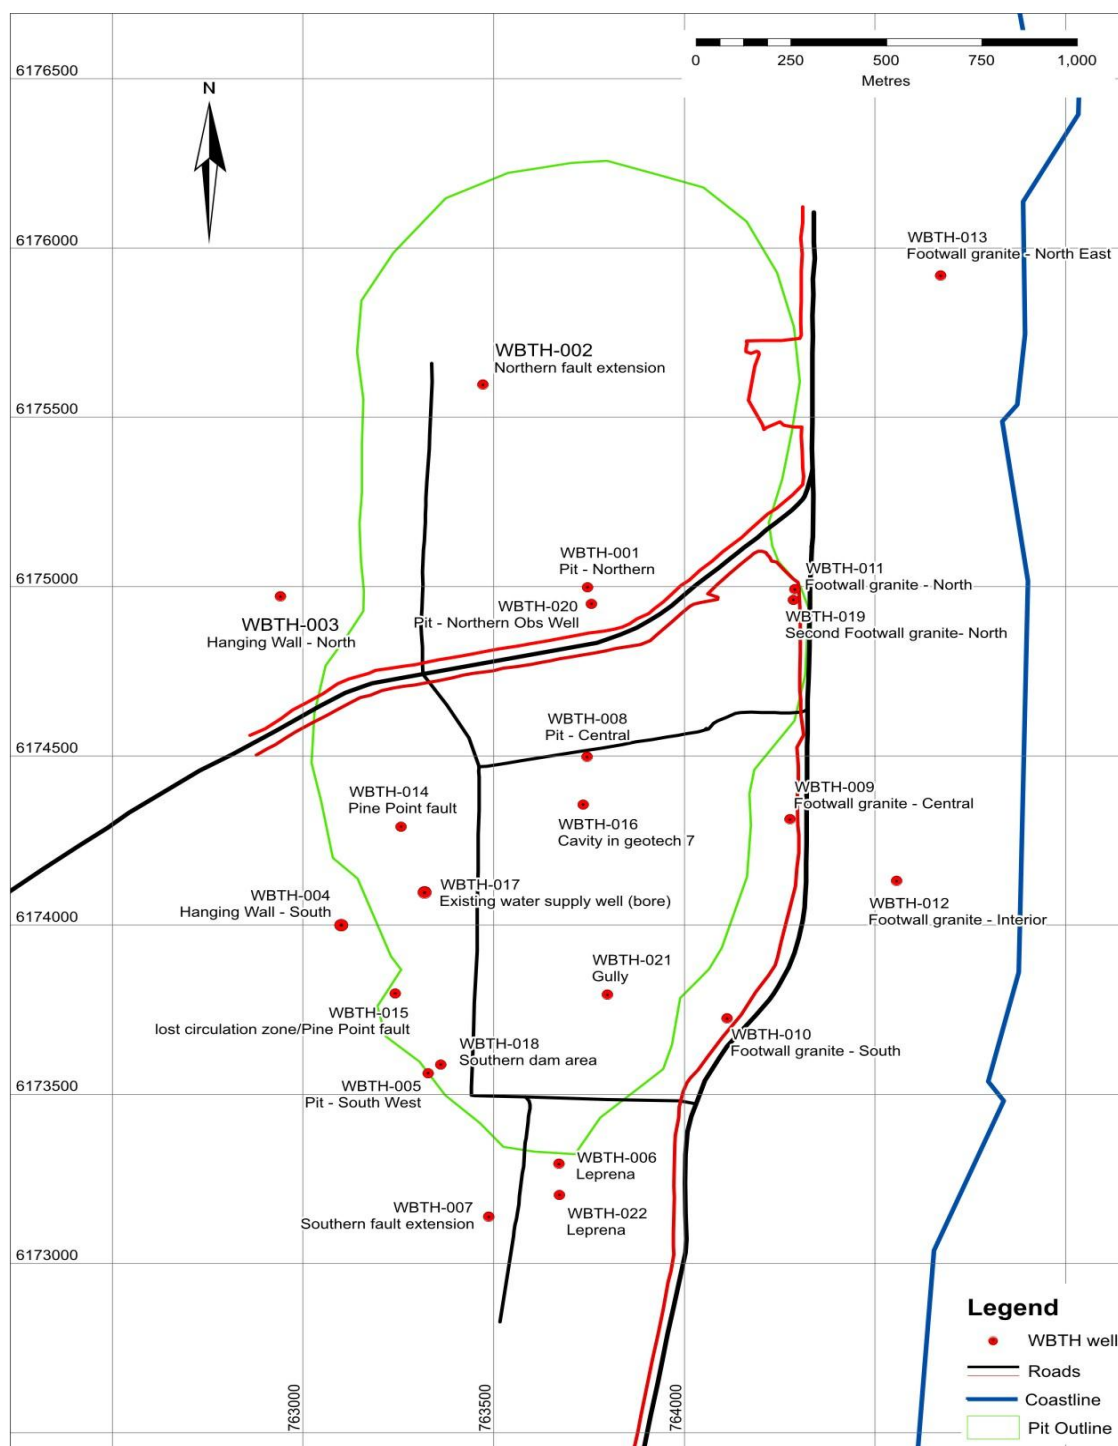 0 250 500 750 1,000
Metres
6176500
N
WBTH-013
Footwall granite - North East
6176000
WBTH-002
Northern fault extension
6175500
WBTH-001
Pit - Northern
WBTH-011
Footwall granite - North
6175000
WBTH-020
Pit - Northern Obs Well
WBTH-019
Second Footwall granite- North
WBTH-003
Hanging Wall - North
WBTH-008
Pit - Central
6174500
WBTH-014
Pine Point fault
WBTH-009
Footwall granite - Central
WBTH-016
Cavity in geotech 7
WBTH-017
Existing water supply well (bore)
WBTH-004
Hanging Wall - South
WBTH-012
Footwall granite - Interior
6174000
WBTH-021
Gully
WBTH-015
lost circulation zone/Pine Point fault
WBTH-018
Southern dam area
WBTH-010
Footwall granite - South
WBTH-005
Pit - South West
6173500
WBTH-006
Leprena
WBTH-007
Southern fault extension
WBTH-022
Leprena
6173000
763000
763500
764000
Legend
WBTH well
Roads
Coastline
Pit Outline